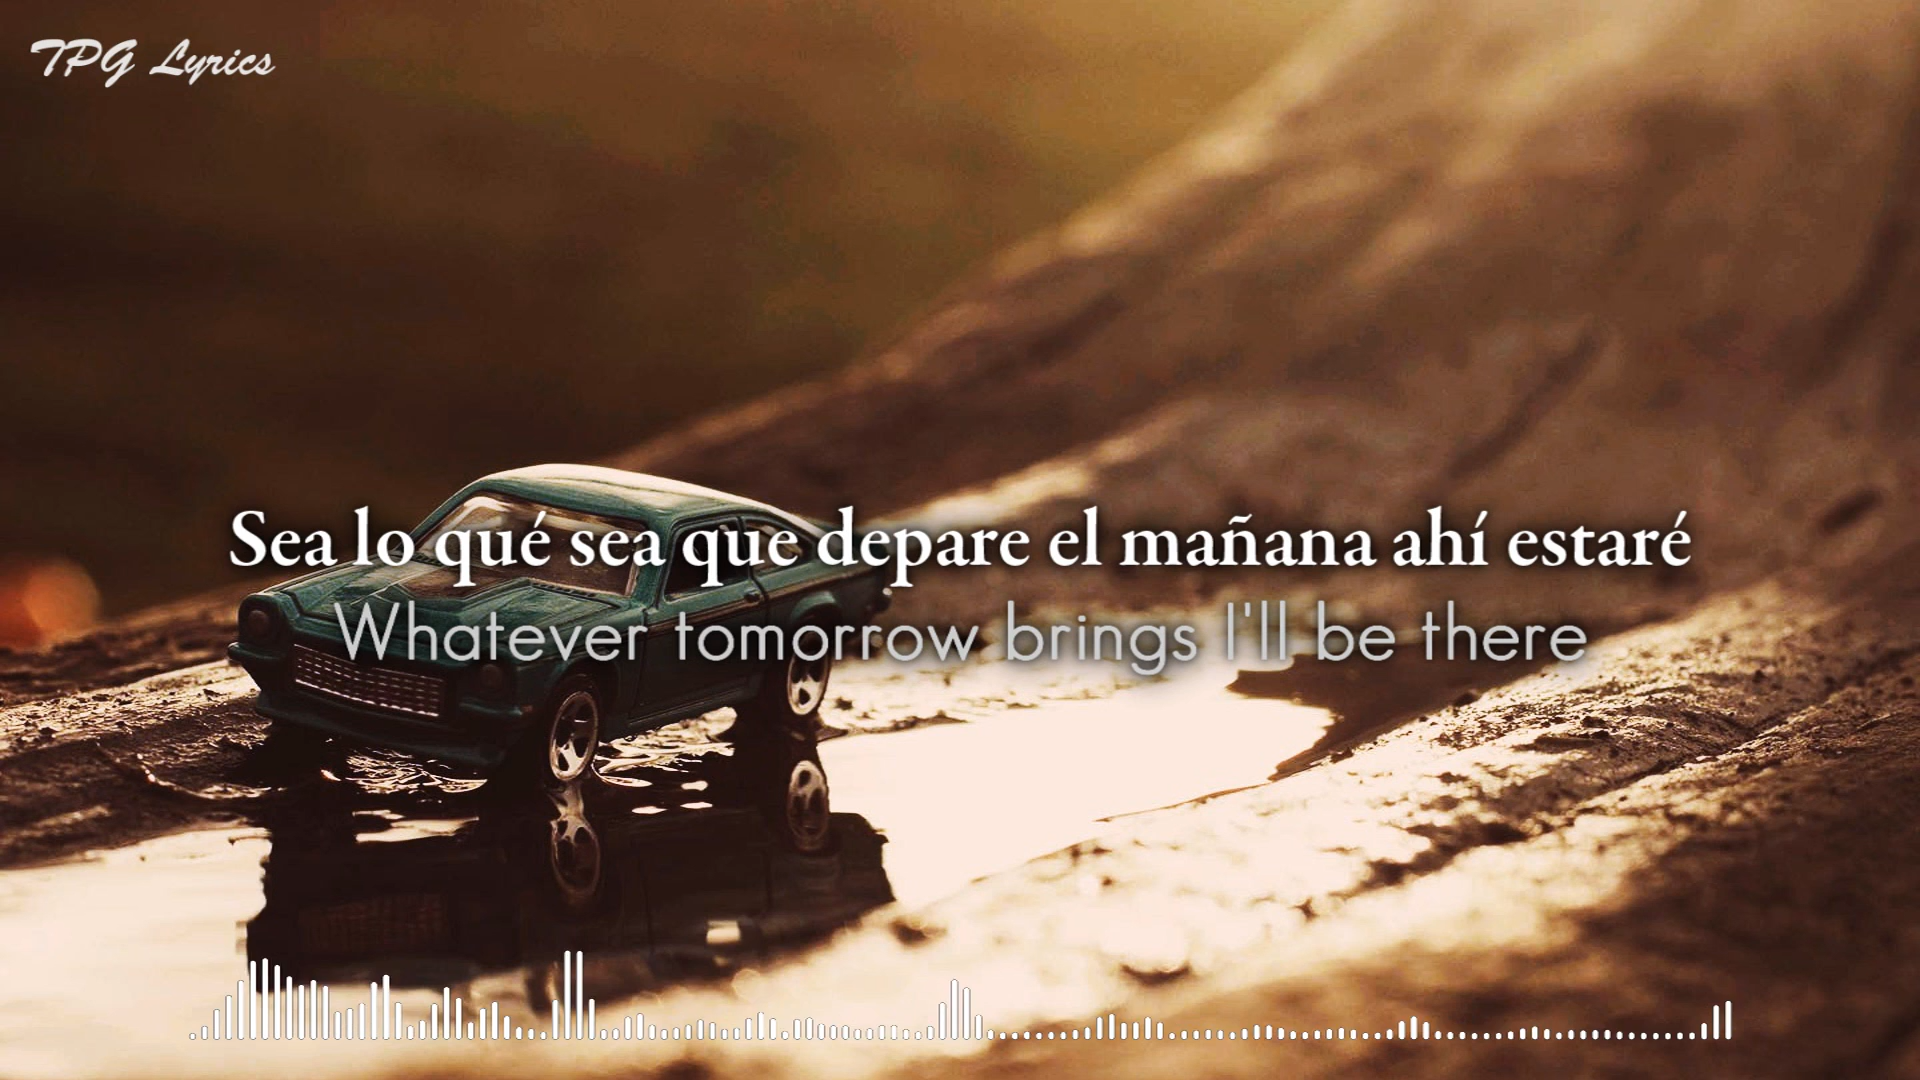 TPG Lyrics
Sea lo qué sea que depare el mañana ahí estaré
Whatever tomorrow brings I'll be there